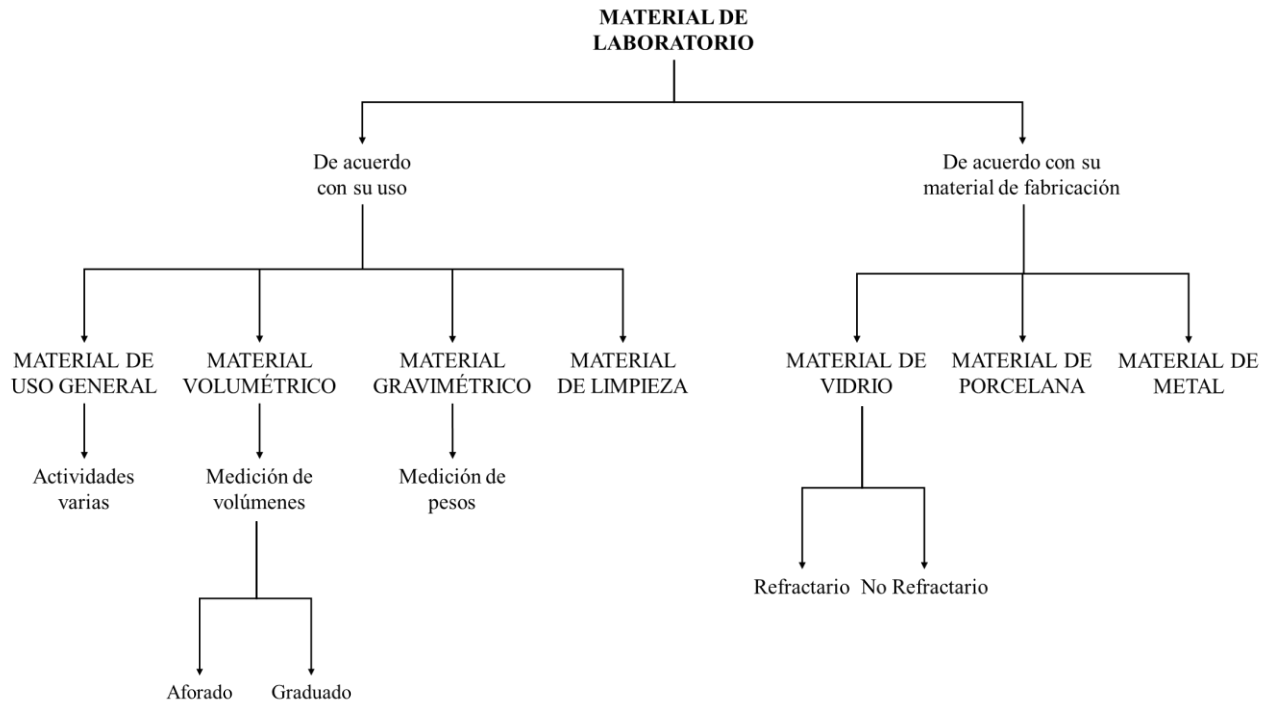 MATERIAL DE
LABORATORIO
De acuerdo
con su uso
De acuerdo con su
material de fabricación
MATERIAL DE
USO GENERAL
MATERIAL
VOLUMÉTRICO
MATERIAL
GRAVIMÉTRICO
MATERIAL
DE LIMPIEZA
MATERIAL DE
VIDRIO
MATERIAL DE
PORCELANA
MATERIAL DE
METAL
Actividades
varias
Medición de
volúmenes
Medición de
pesos
Refractario
No Refractario
Aforado
Graduado